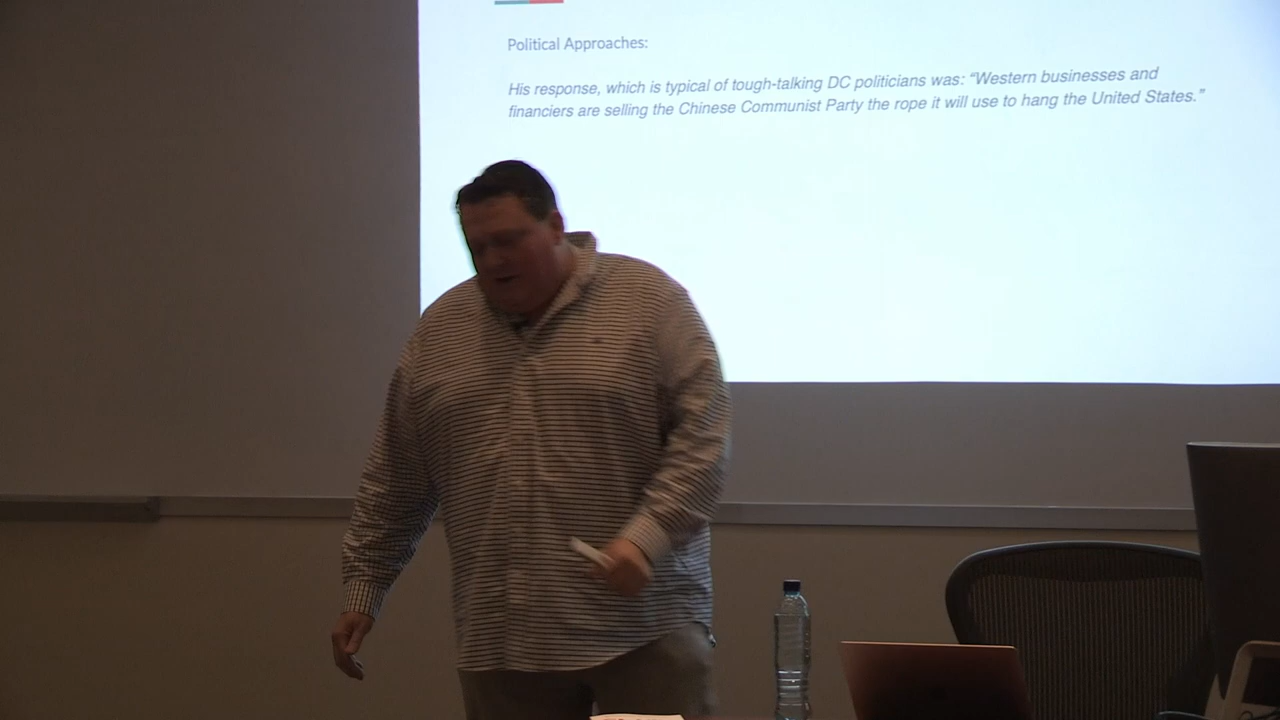 Political Approaches:
His response, which is typical of tough-talking DC politicians was: “Western businesses and
financiers are selling the Chinese Communist Party the rope it will use to hang the United States.”